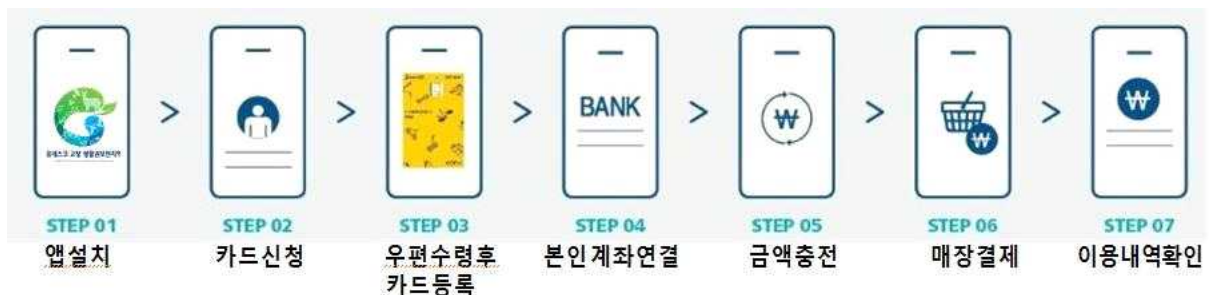 STEP 01
앱설치
STEP 02
카드신청
STEP 03
우편수령후
카드등록
BANK
STEP 04
본인계좌연결
₩
STEP 05
금액충전
₩
STEP 06
매장결제
₩
STEP 07
이용내역확인